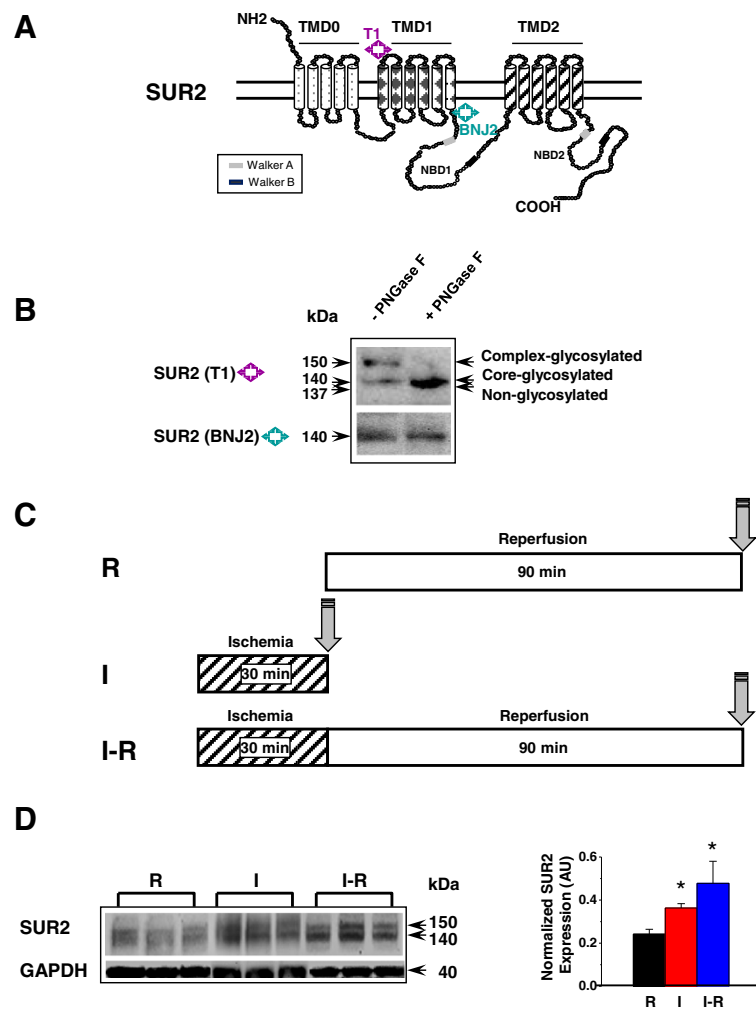 A
NH2
TMD0
T1
TMD1
TMD2
SUR2
BNJ2
NBD1
NBD2
Walker A
Walker B
COOH
B
kDa
- PNGase F
+ PNGase F
SUR2 (T1)
150
140
137
Complex-glycosylated
Core-glycosylated
Non-glycosylated
SUR2 (BNJ2)
140
C
R
Reperfusion
90 min
I
Ischemia
30 min
I-R
Ischemia
Reperfusion
30 min
90 min
D
R
I
I-R
kDa
SUR2
150
140
GAPDH
40
Normalized SUR2
Expression (AU)
0.6
0.4
0.2
0.0
*
*
R
I
I-R